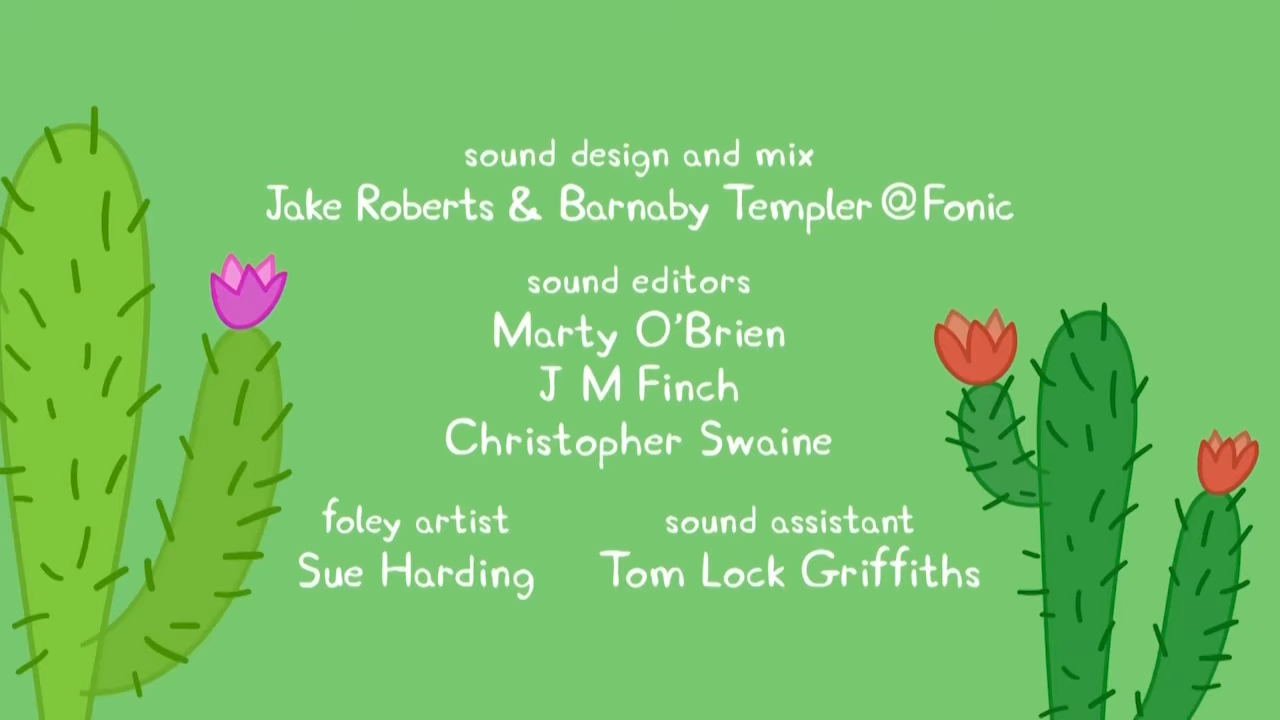 sound design and mix
Jake Roberts & Barnaby Templer @ Fonic
sound editors
Marty O'Brien
J M Finch
Christopher Swaine
foley artist
Sue Harding
sound assistant
Tom Lock Griffiths